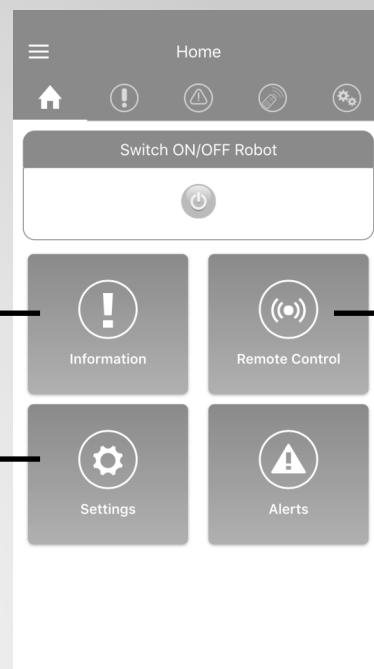 Home
Switch ON/OFF Robot
Information
Remote Control
Settings
Alerts